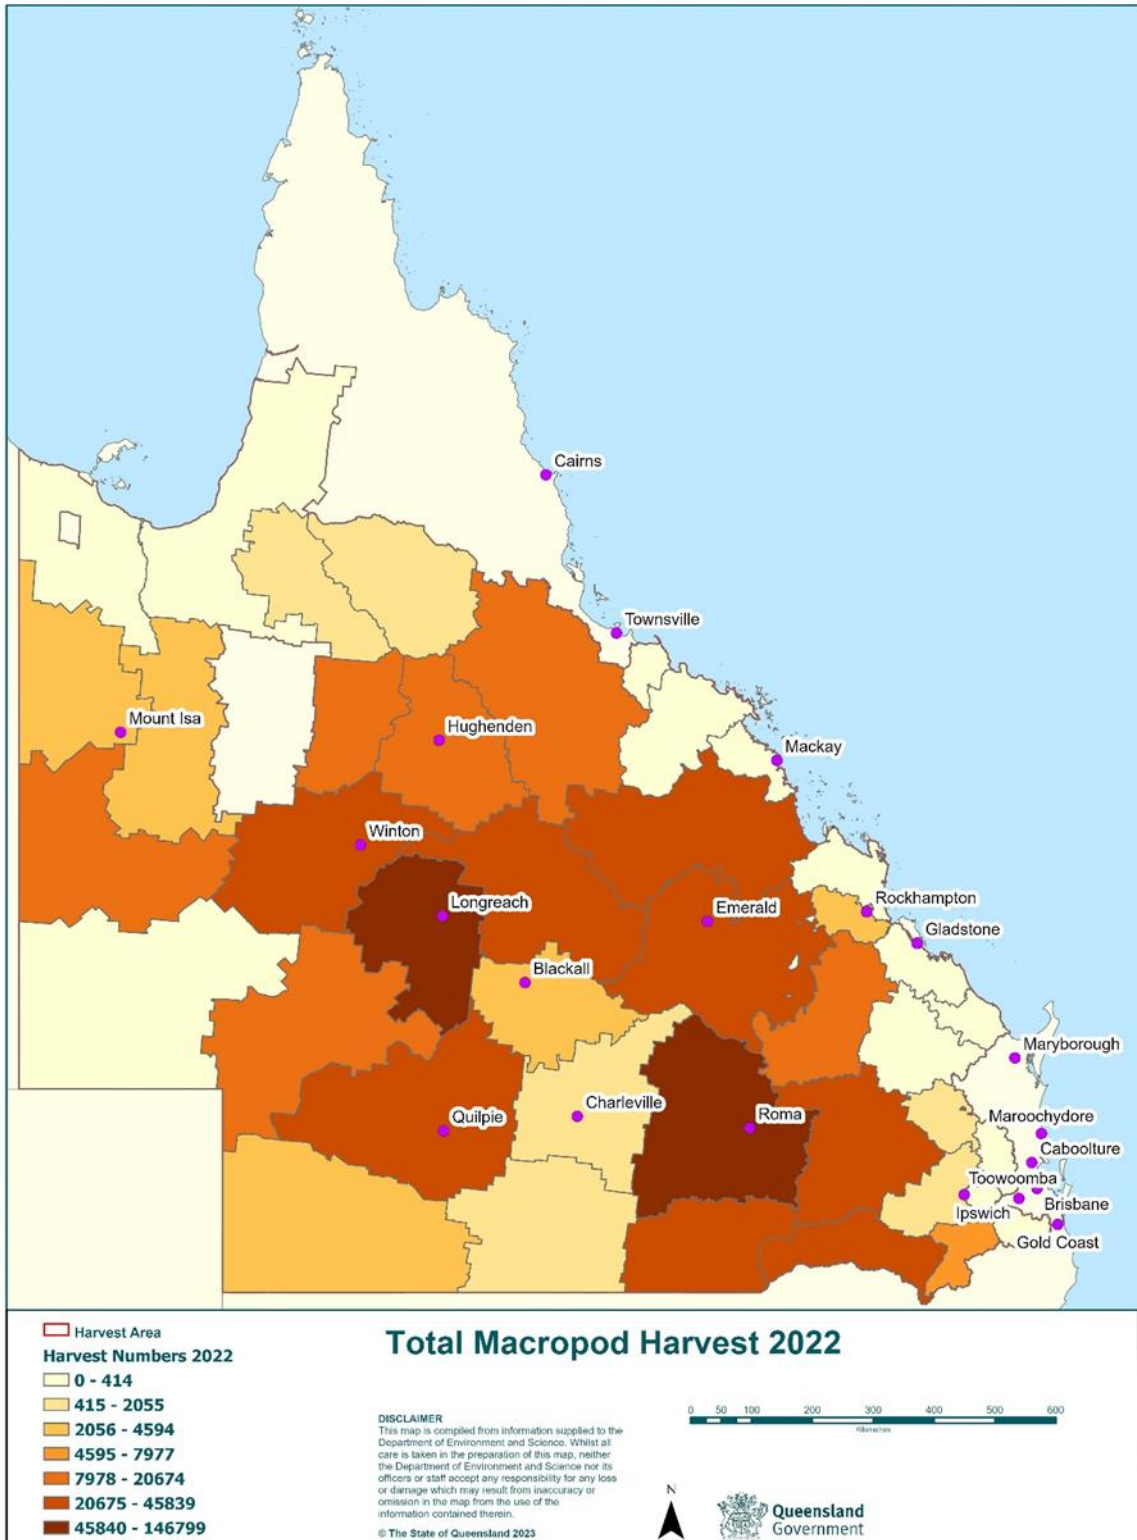 Cairns
Townsville
Mount Isa
Hughenden
Mackay
Winton
Longreach
Emerald
Rockhampton
Gladstone
Blackall
Maryborough
Charleville
Roma
Quilpie
Maroochydore
Caboolture
Toowoomba
Brisbane
Ipswich
Gold Coast
Harvest Area
Harvest Numbers 2022
0 - 414
415 - 2055
2056 - 4594
4595 - 7977
7978 - 20674
20675 - 45839
45840 - 146799
Total Macropod Harvest 2022
DISCLAIMER
This map is compiled from information supplied to the
Department of Environment and Science. Whilst all
care is taken in the preparation of this map, neither
the Department of Environment and Science nor its
officers or staff accept any responsibility for any loss
or damage which may result from inaccuracy or
omission in the map from the use of the
information contained therein.
© The State of Queensland 2023
0 50 100 200 300 400 500 600
Kilometres
N
Queensland
Government